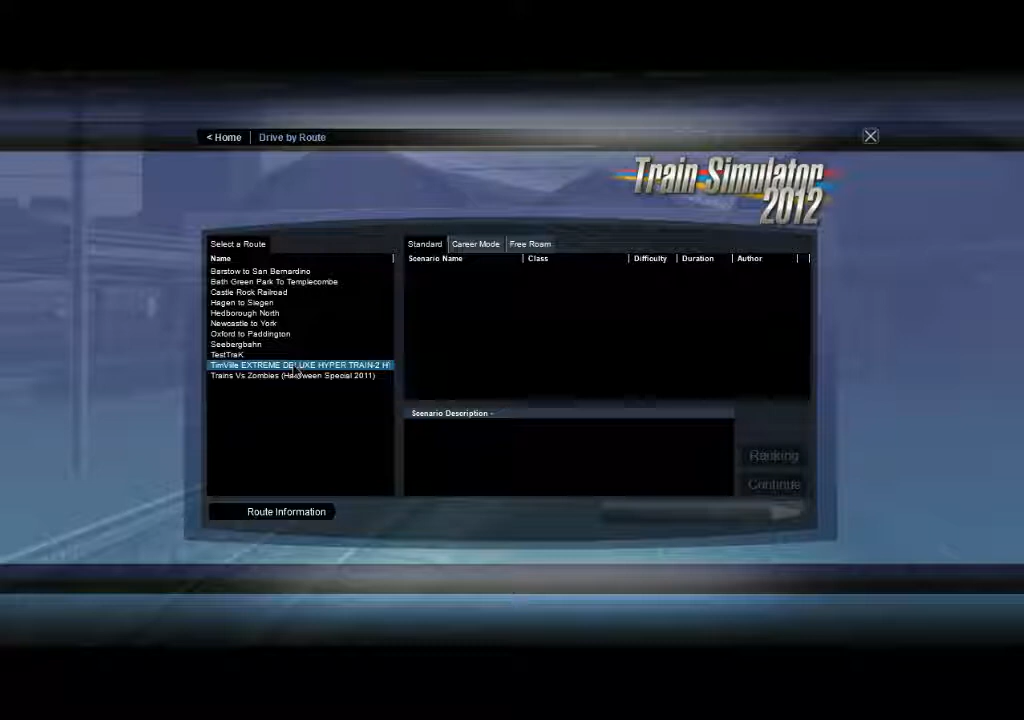 < Home | Drive by Route
Train Simulator
2012
Select a Route
Name
Barstow to San Bernardino
Bath Green Park To Templecombe
Castle Rock Railroad
Hagen to Siegen
Hedborough North
Newcastle to York
Oxford to Paddington
Seebergbahn
TestTraK
TimVille EXTREME DELUXE HYPER TRAIN-2 H
Trains Vs Zombies (Halloween Special 2011)
Route Information
Standard | Career Mode | Free Roam
Scenario Name | Class | Difficulty | Duration | Author
Scenario Description -
Ranking
Continue